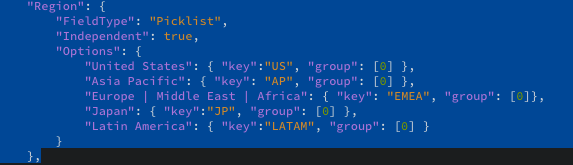 "Region": {
"FieldType": "Picklist",
"Independent": true,
"Options": {
"United States": { "key":"US", "group": [0] },
"Asia Pacific": { "key": "AP", "group": [0] },
"Europe | Middle East | Africa": { "key": "EMEA", "group": [0]},
"Japan": { "key":"JP", "group": [0] },
"Latin America": { "key":"LATAM", "group": [0] }
}
},